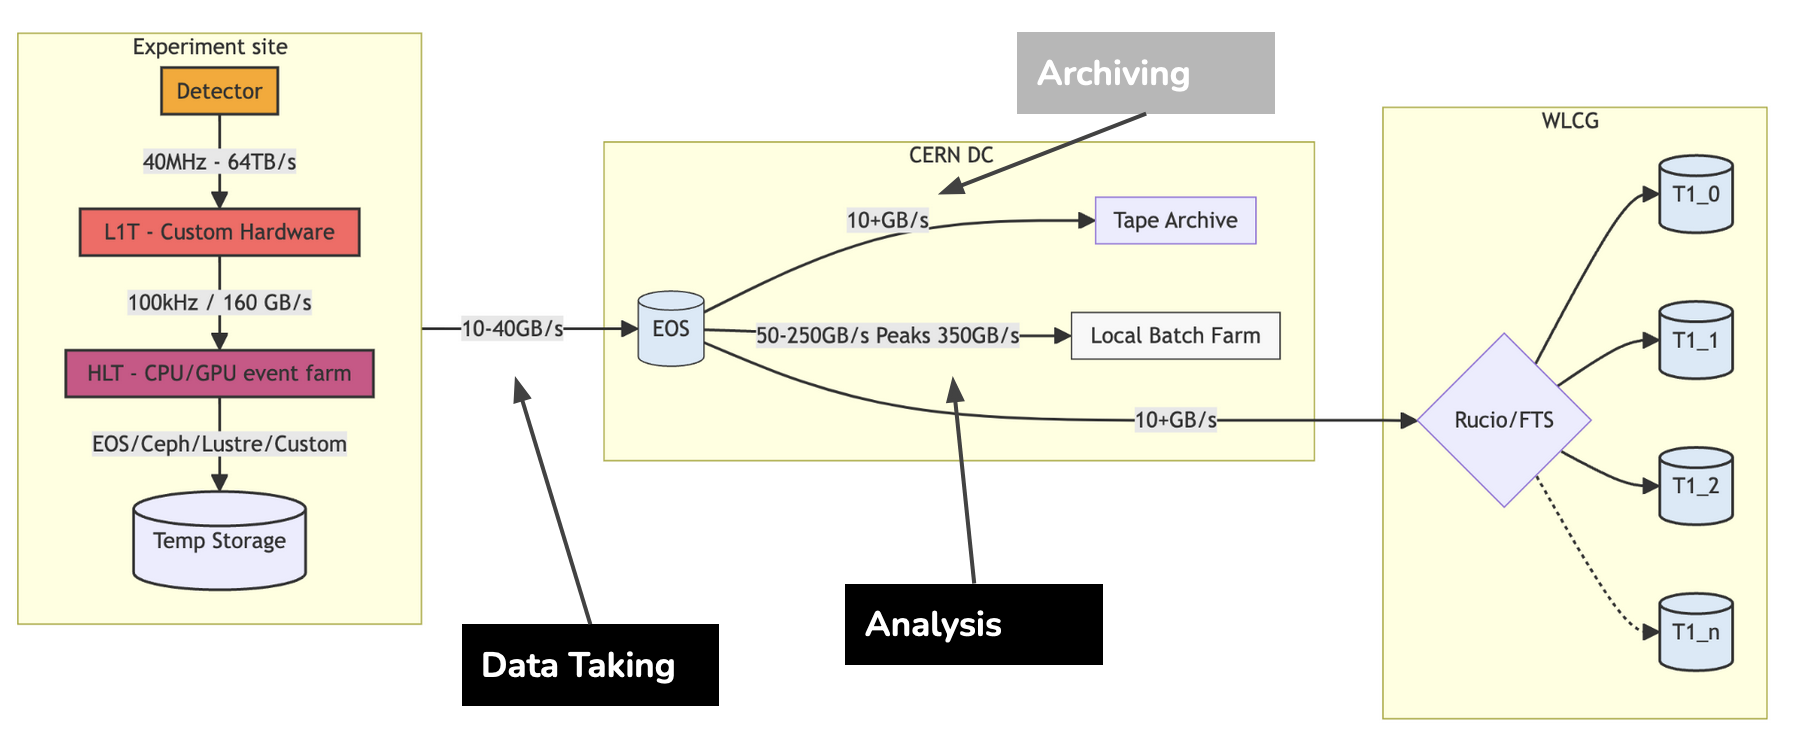 Experiment site
Detector
40MHz - 64TB/s
L1T - Custom Hardware
100kHz / 160 GB/s
HLT - CPU/GPU event farm
EOS/Ceph/Lustre/Custom
Temp Storage
10-40GB/s
Data Taking
Archiving
CERN DC
10+GB/s
Tape Archive
EOS
50-250GB/s Peaks 350GB/s
Local Batch Farm
10+GB/s
Analysis
WLCG
Rucio/FTS
T1_0
T1_1
T1_2
T1_n